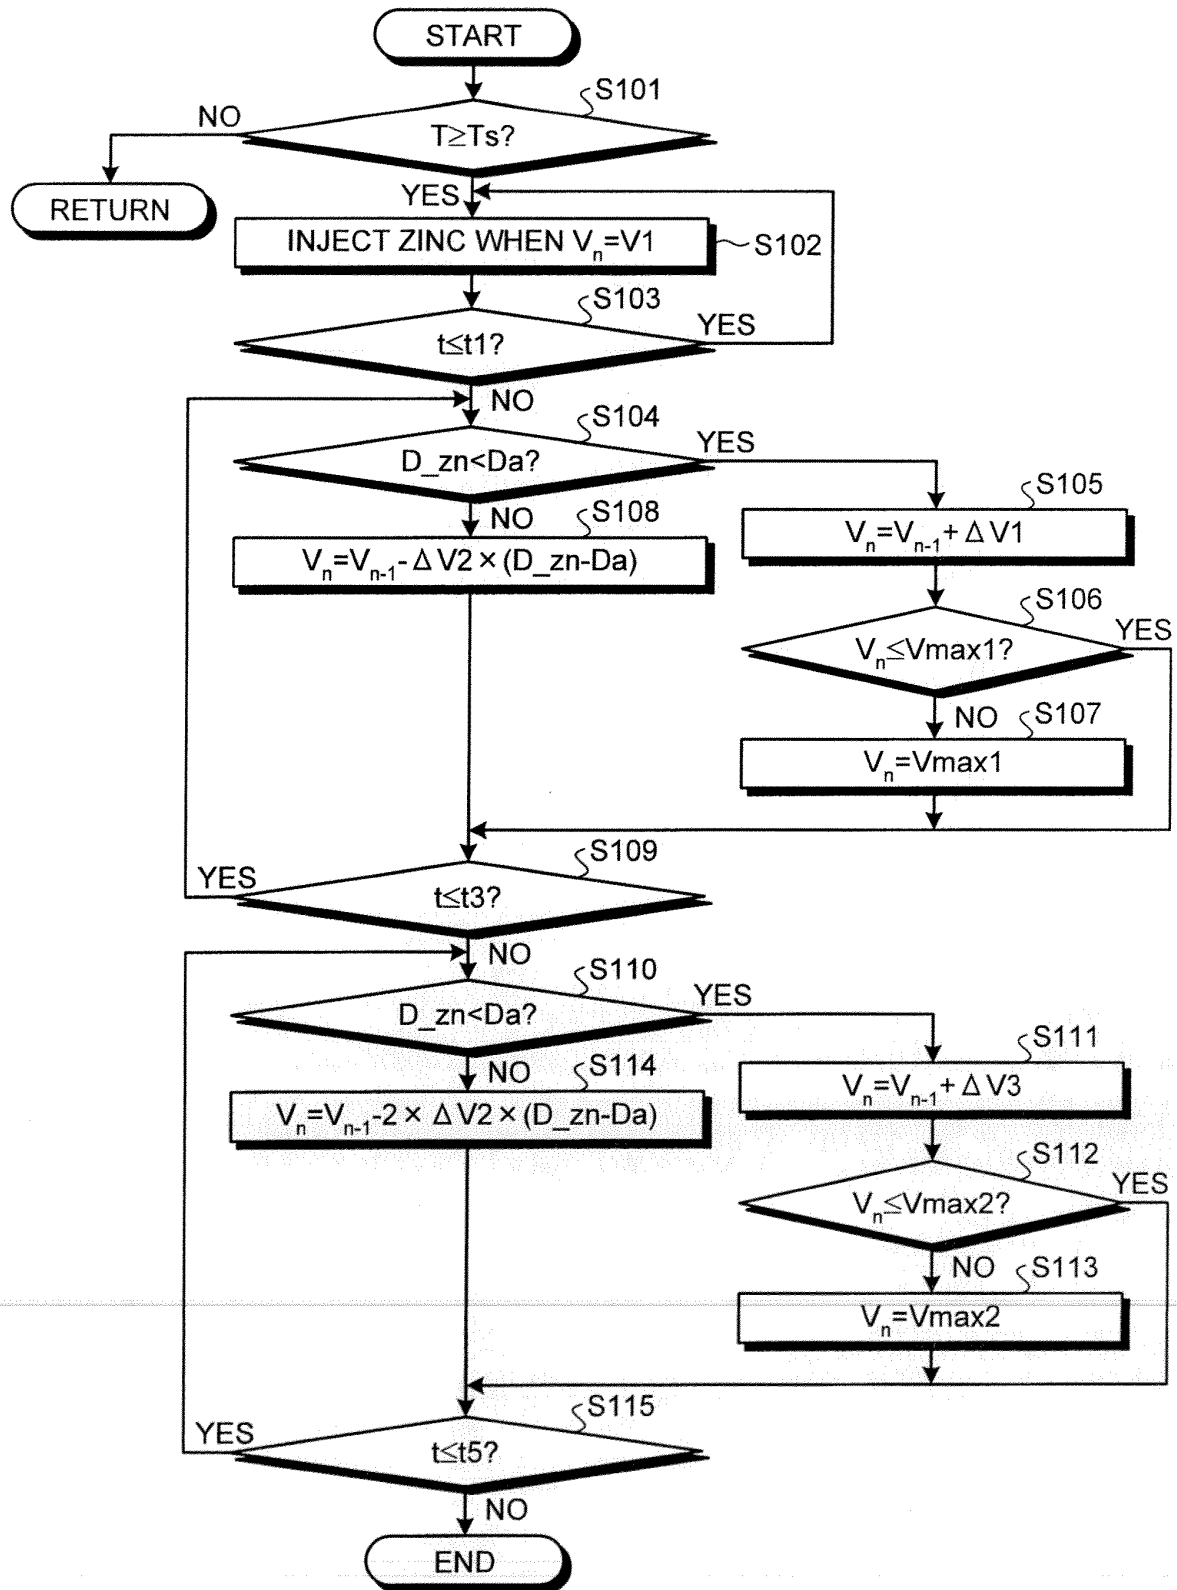 START
S101
NO
T≥Ts?
YES
RETURN
INJECT ZINC WHEN Vn=V1
S102
S103
YES
t≤t1?
NO
S104
YES
D_zn<Da?
S105
NO
S108
Vn=Vn-1+ΔV1
Vn=Vn-1-ΔV2×(D_zn-Da)
S106
YES
Vn≤Vmax1?
NO
S107
Vn=Vmax1
S109
YES
t≤t3?
NO
S110
YES
D_zn<Da?
S111
NO
S114
Vn=Vn-1+ΔV3
Vn=Vn-1-2×ΔV2×(D_zn-Da)
S112
YES
Vn≤Vmax2?
NO
S113
Vn=Vmax2
S115
YES
t≤t5?
NO
END